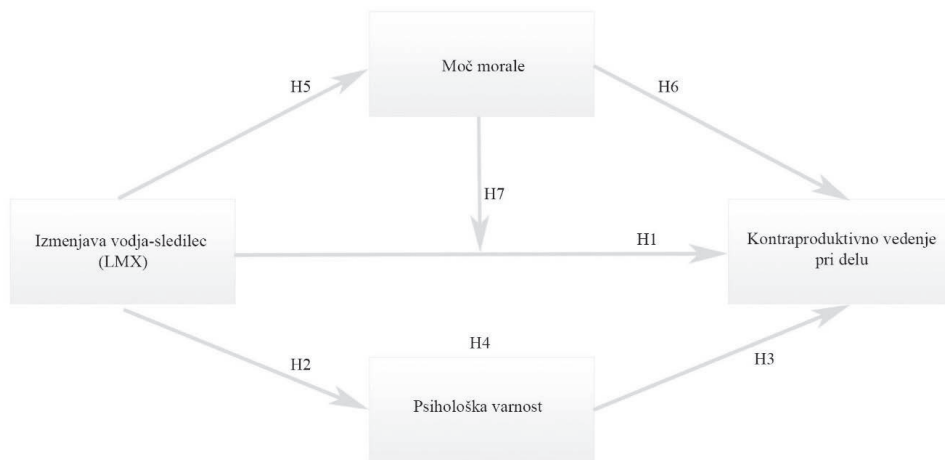 Moč morale
H5
H6
H7
Izmenjava vodja-sledilec
(LMX)
H1
Kontraproduktivno vedenje
pri delu
H4
H2
H3
Psihološka varnost